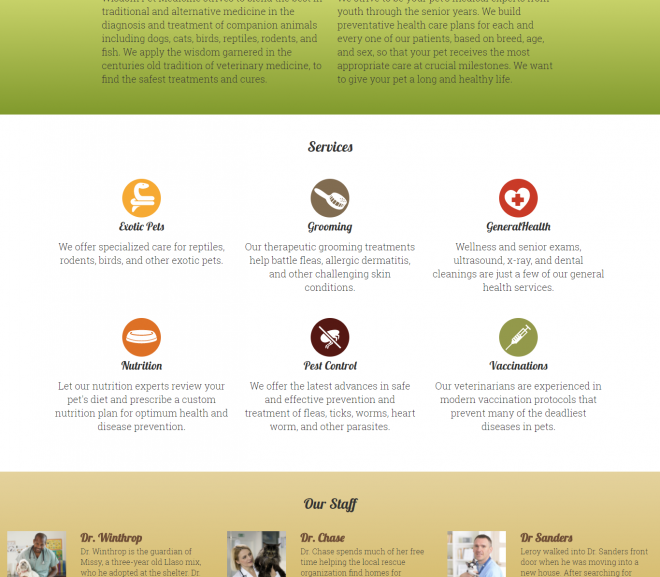 Wisdom Pet Medicine strives to blend the best in
traditional and alternative medicine in the
diagnosis and treatment of companion animals
including dogs, cats, birds, reptiles, rodents, and
fish. We apply the wisdom garnered in the
centuries old tradition of veterinary medicine, to
find the safest treatments and cures.
We strive to be your pet's medical experts from
youth through the senior years. We build
preventative health care plans for each and
every one of our patients, based on breed, age,
and sex, so that your pet receives the most
appropriate care at crucial milestones. We want
to give your pet a long and healthy life.
Services
Exotic Pets
We offer specialized care for reptiles,
rodents, birds, and other exotic pets.
Grooming
Our therapeutic grooming treatments
help battle fleas, allergic dermatitis,
and other challenging skin
conditions.
GeneralHealth
Wellness and senior exams,
ultrasound, x-ray, and dental
cleanings are just a few of our general
health services.
Nutrition
Let our nutrition experts review your
pet's diet and prescribe a custom
nutrition plan for optimum health and
disease prevention.
Pest Control
We offer the latest advances in safe
and effective prevention and
treatment of fleas, ticks, worms, heart
worm, and other parasites.
Vaccinations
Our veterinarians are experienced in
modern vaccination protocols that
prevent many of the deadliest
diseases in pets.
Our Staff
Dr. Winthrop
Dr. Winthrop is the guardian of
Missy, a three-year old Llaso mix,
who he adopted at the shelter. Dr.
Dr. Chase
Dr. Chase spends much of her free
time helping the local rescue
organization find homes for
Dr Sanders
Leroy walked into Dr. Sanders front
door when he was moving into a
new house. After searching for